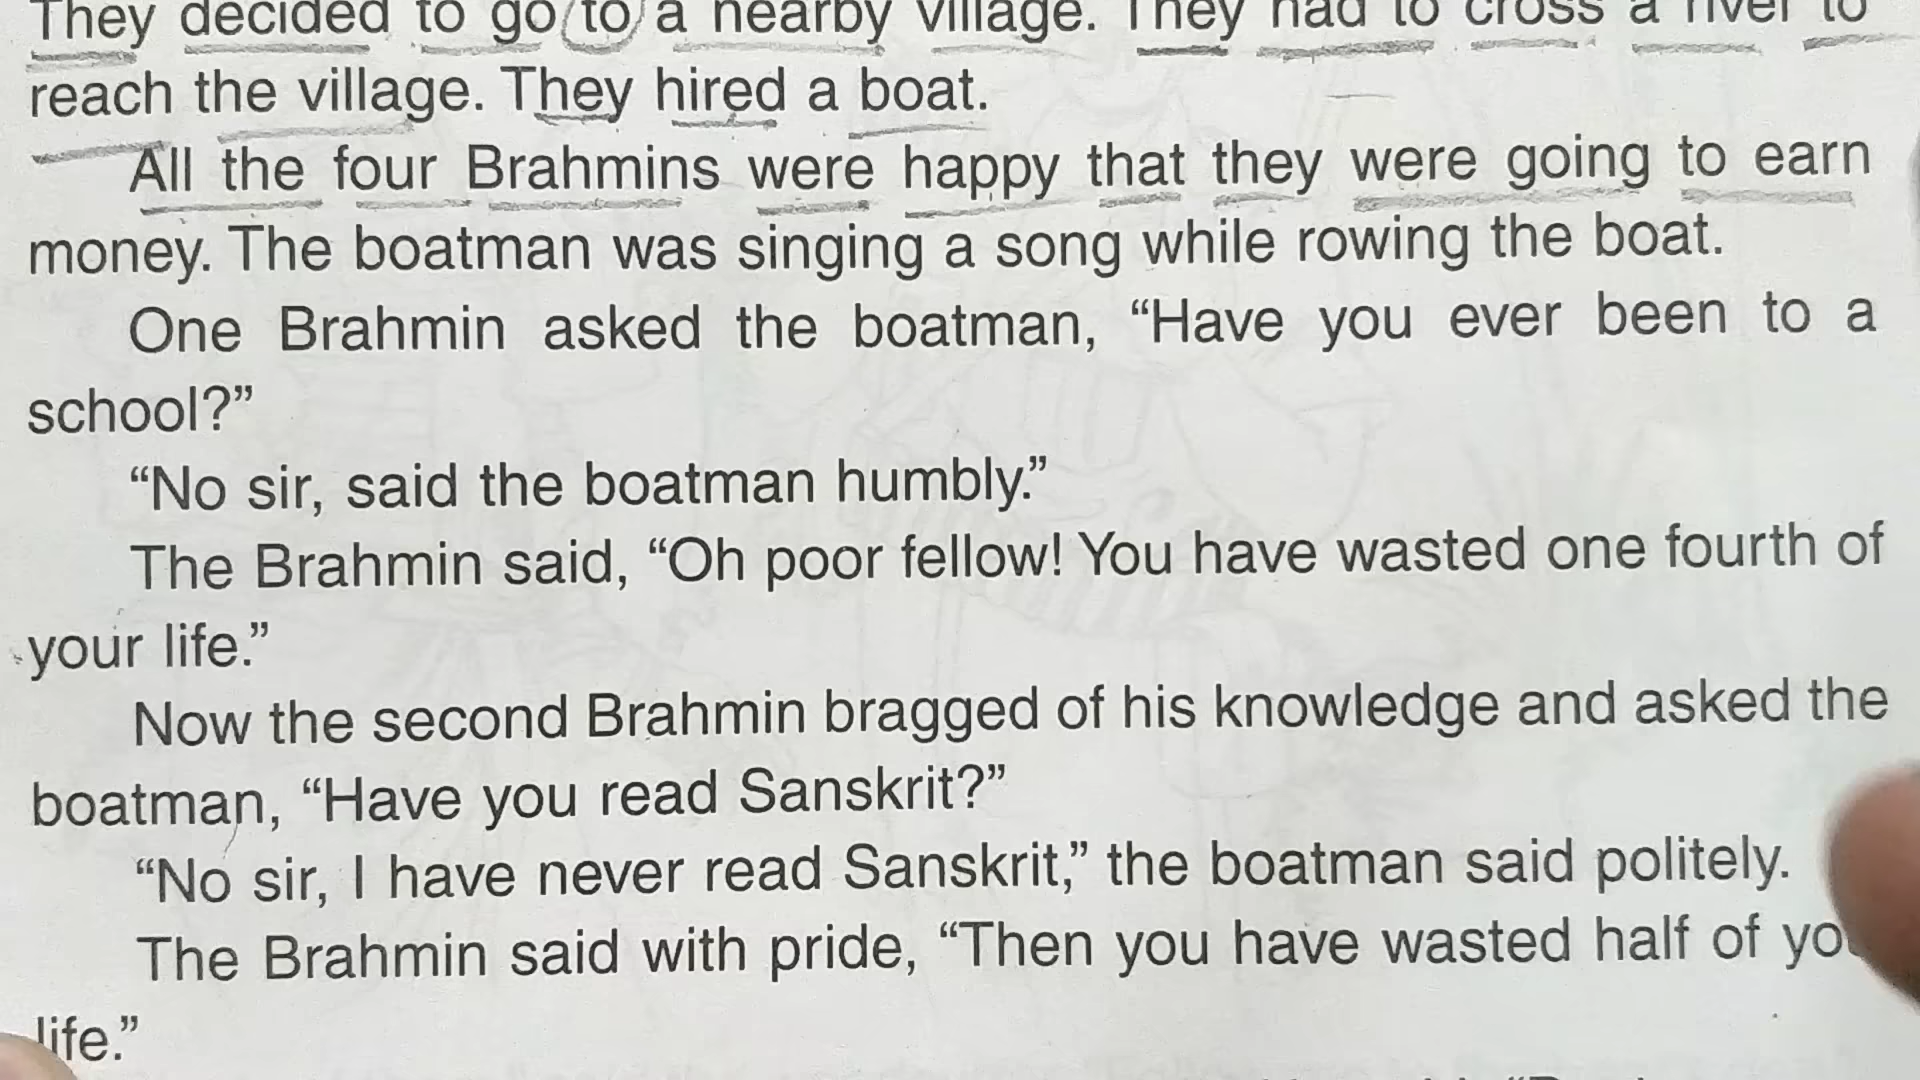 They decided to go to a nearby village. They had to cross a river to
reach the village. They hired a boat.
All the four Brahmins were happy that they were going to earn
money. The boatman was singing a song while rowing the boat.
One Brahmin asked the boatman, “Have you ever been to a
school?”
“No sir, said the boatman humbly.”
The Brahmin said, “Oh poor fellow! You have wasted one fourth of
your life.”
Now the second Brahmin bragged of his knowledge and asked the
boatman, “Have you read Sanskrit?”
“No sir, I have never read Sanskrit,” the boatman said politely.
The Brahmin said with pride, “Then you have wasted half of
life.”